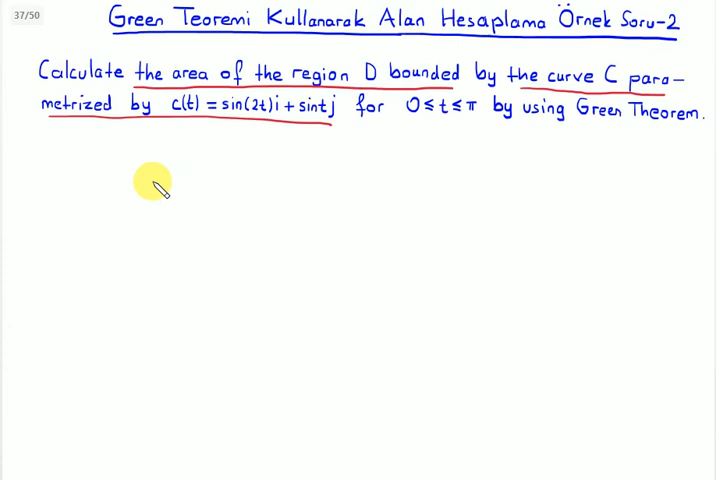 37/50
Green Teoremi Kullanarak Alan Hesaplama Örnek Soru-2
Calculate the area of the region D bounded by the curve C para-
metrized by c(t) = sin(2t)i + sintj for 0≤t≤π by using Green Theorem.